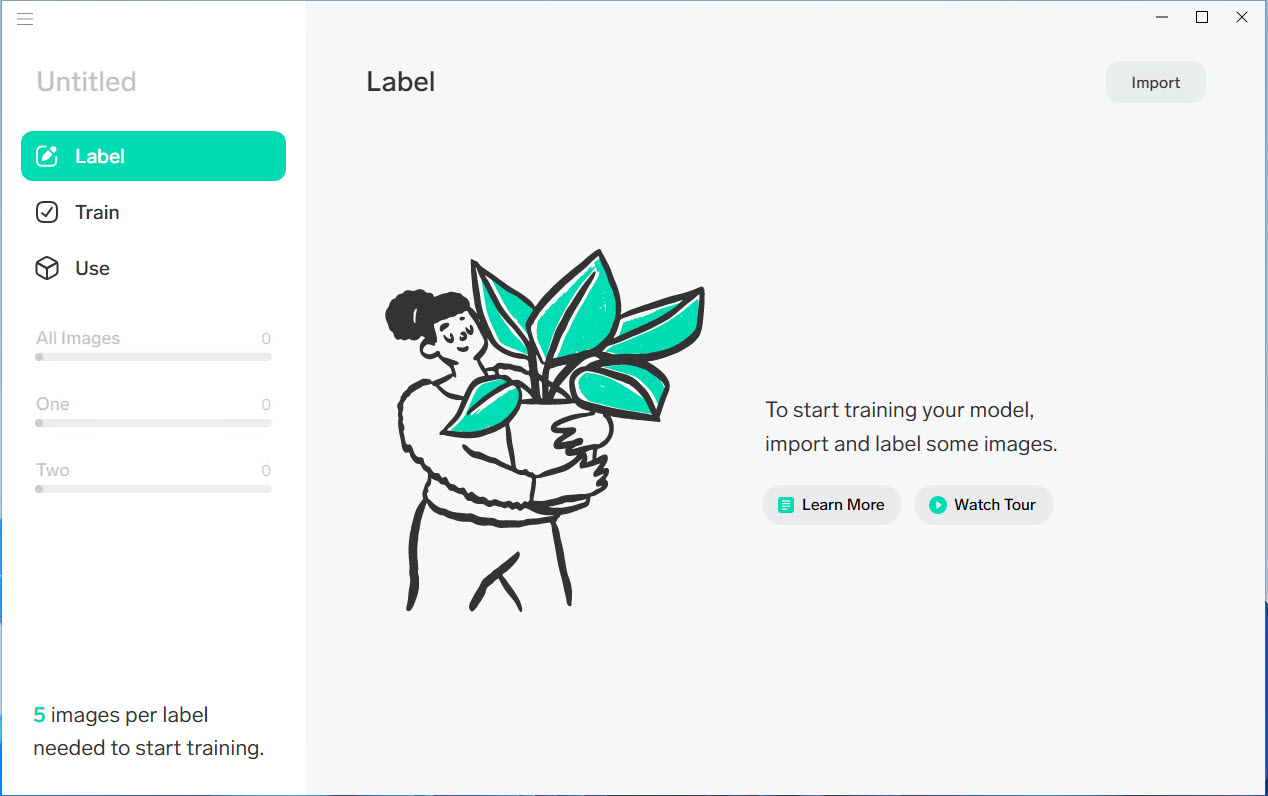 Untitled
Label
Train
Use
All Images 0
One 0
Two 0
5 images per label
needed to start training.
Label
Import
To start training your model,
import and label some images.
Learn More
Watch Tour